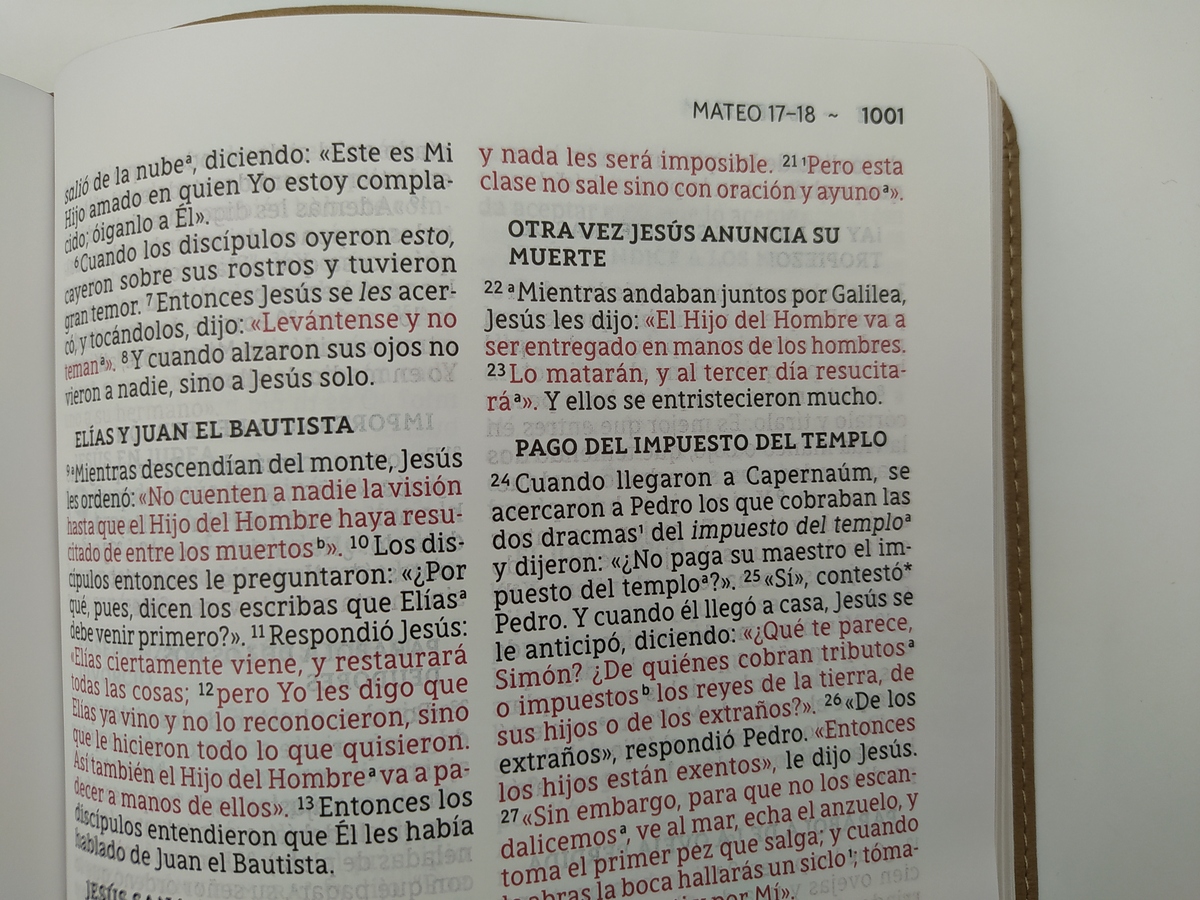 MATEO 17–18 ~ 1001
salió de la nubeª, diciendo: «Este es Mi
Hijo amado en quien Yo estoy compla-
cido; óiganlo a Él».
⁶Cuando los discípulos oyeron esto,
cayeron sobre sus rostros y tuvieron
gran temor. ⁷Entonces Jesús se les acer-
có, y tocándolos, dijo: «Levántense y no
temanª». ⁸Y cuando alzaron sus ojos no
vieron a nadie, sino a Jesús solo.
ELÍAS Y JUAN EL BAUTISTA
⁹ªMientras descendían del monte, Jesús
les ordenó: «No cuenten a nadie la visión
hasta que el Hijo del Hombre haya resu-
citado de entre los muertosᵇ». ¹⁰Los dis-
cípulos entonces le preguntaron: «¿Por
qué, pues, dicen los escribas que Elíasª
debe venir primero?». ¹¹Respondió Jesús:
«Elías ciertamente viene, y restaurará
todas las cosas; ¹²pero Yo les digo que
Elías ya vino y no lo reconocieron, sino
que le hicieron todo lo que quisieron.
Así también el Hijo del Hombreª va a pa-
decer a manos de ellos». ¹³Entonces los
discípulos entendieron que Él les había
hablado de Juan el Bautista.
y nada les será imposible. ²¹¹Pero esta
clase no sale sino con oración y ayunoª».
OTRA VEZ JESÚS ANUNCIA SU
MUERTE
²²ªMientras andaban juntos por Galilea,
Jesús les dijo: «El Hijo del Hombre va a
ser entregado en manos de los hombres.
²³Lo matarán, y al tercer día resucita-
ráª». Y ellos se entristecieron mucho.
PAGO DEL IMPUESTO DEL TEMPLO
²⁴Cuando llegaron a Capernaúm, se
acercaron a Pedro los que cobraban las
dos dracmas¹ del impuesto del temploª
y dijeron: «¿No paga su maestro el im-
puesto del temploª?». ²⁵«Sí», contestó*
Pedro. Y cuando él llegó a casa, Jesús se
le anticipó, diciendo: «¿Qué te parece,
Simón? ¿De quiénes cobran tributosª
o impuestosᵇ los reyes de la tierra, de
sus hijos o de los extraños?». ²⁶«De los
extraños», respondió Pedro. «Entonces
los hijos están exentos», le dijo Jesús.
²⁷«Sin embargo, para que no los escan-
dalicemosª, ve al mar, echa el anzuelo, y
toma el primer pez que salga; y cuando
le abras la boca hallarás un siclo¹; tóma-
por Mí».